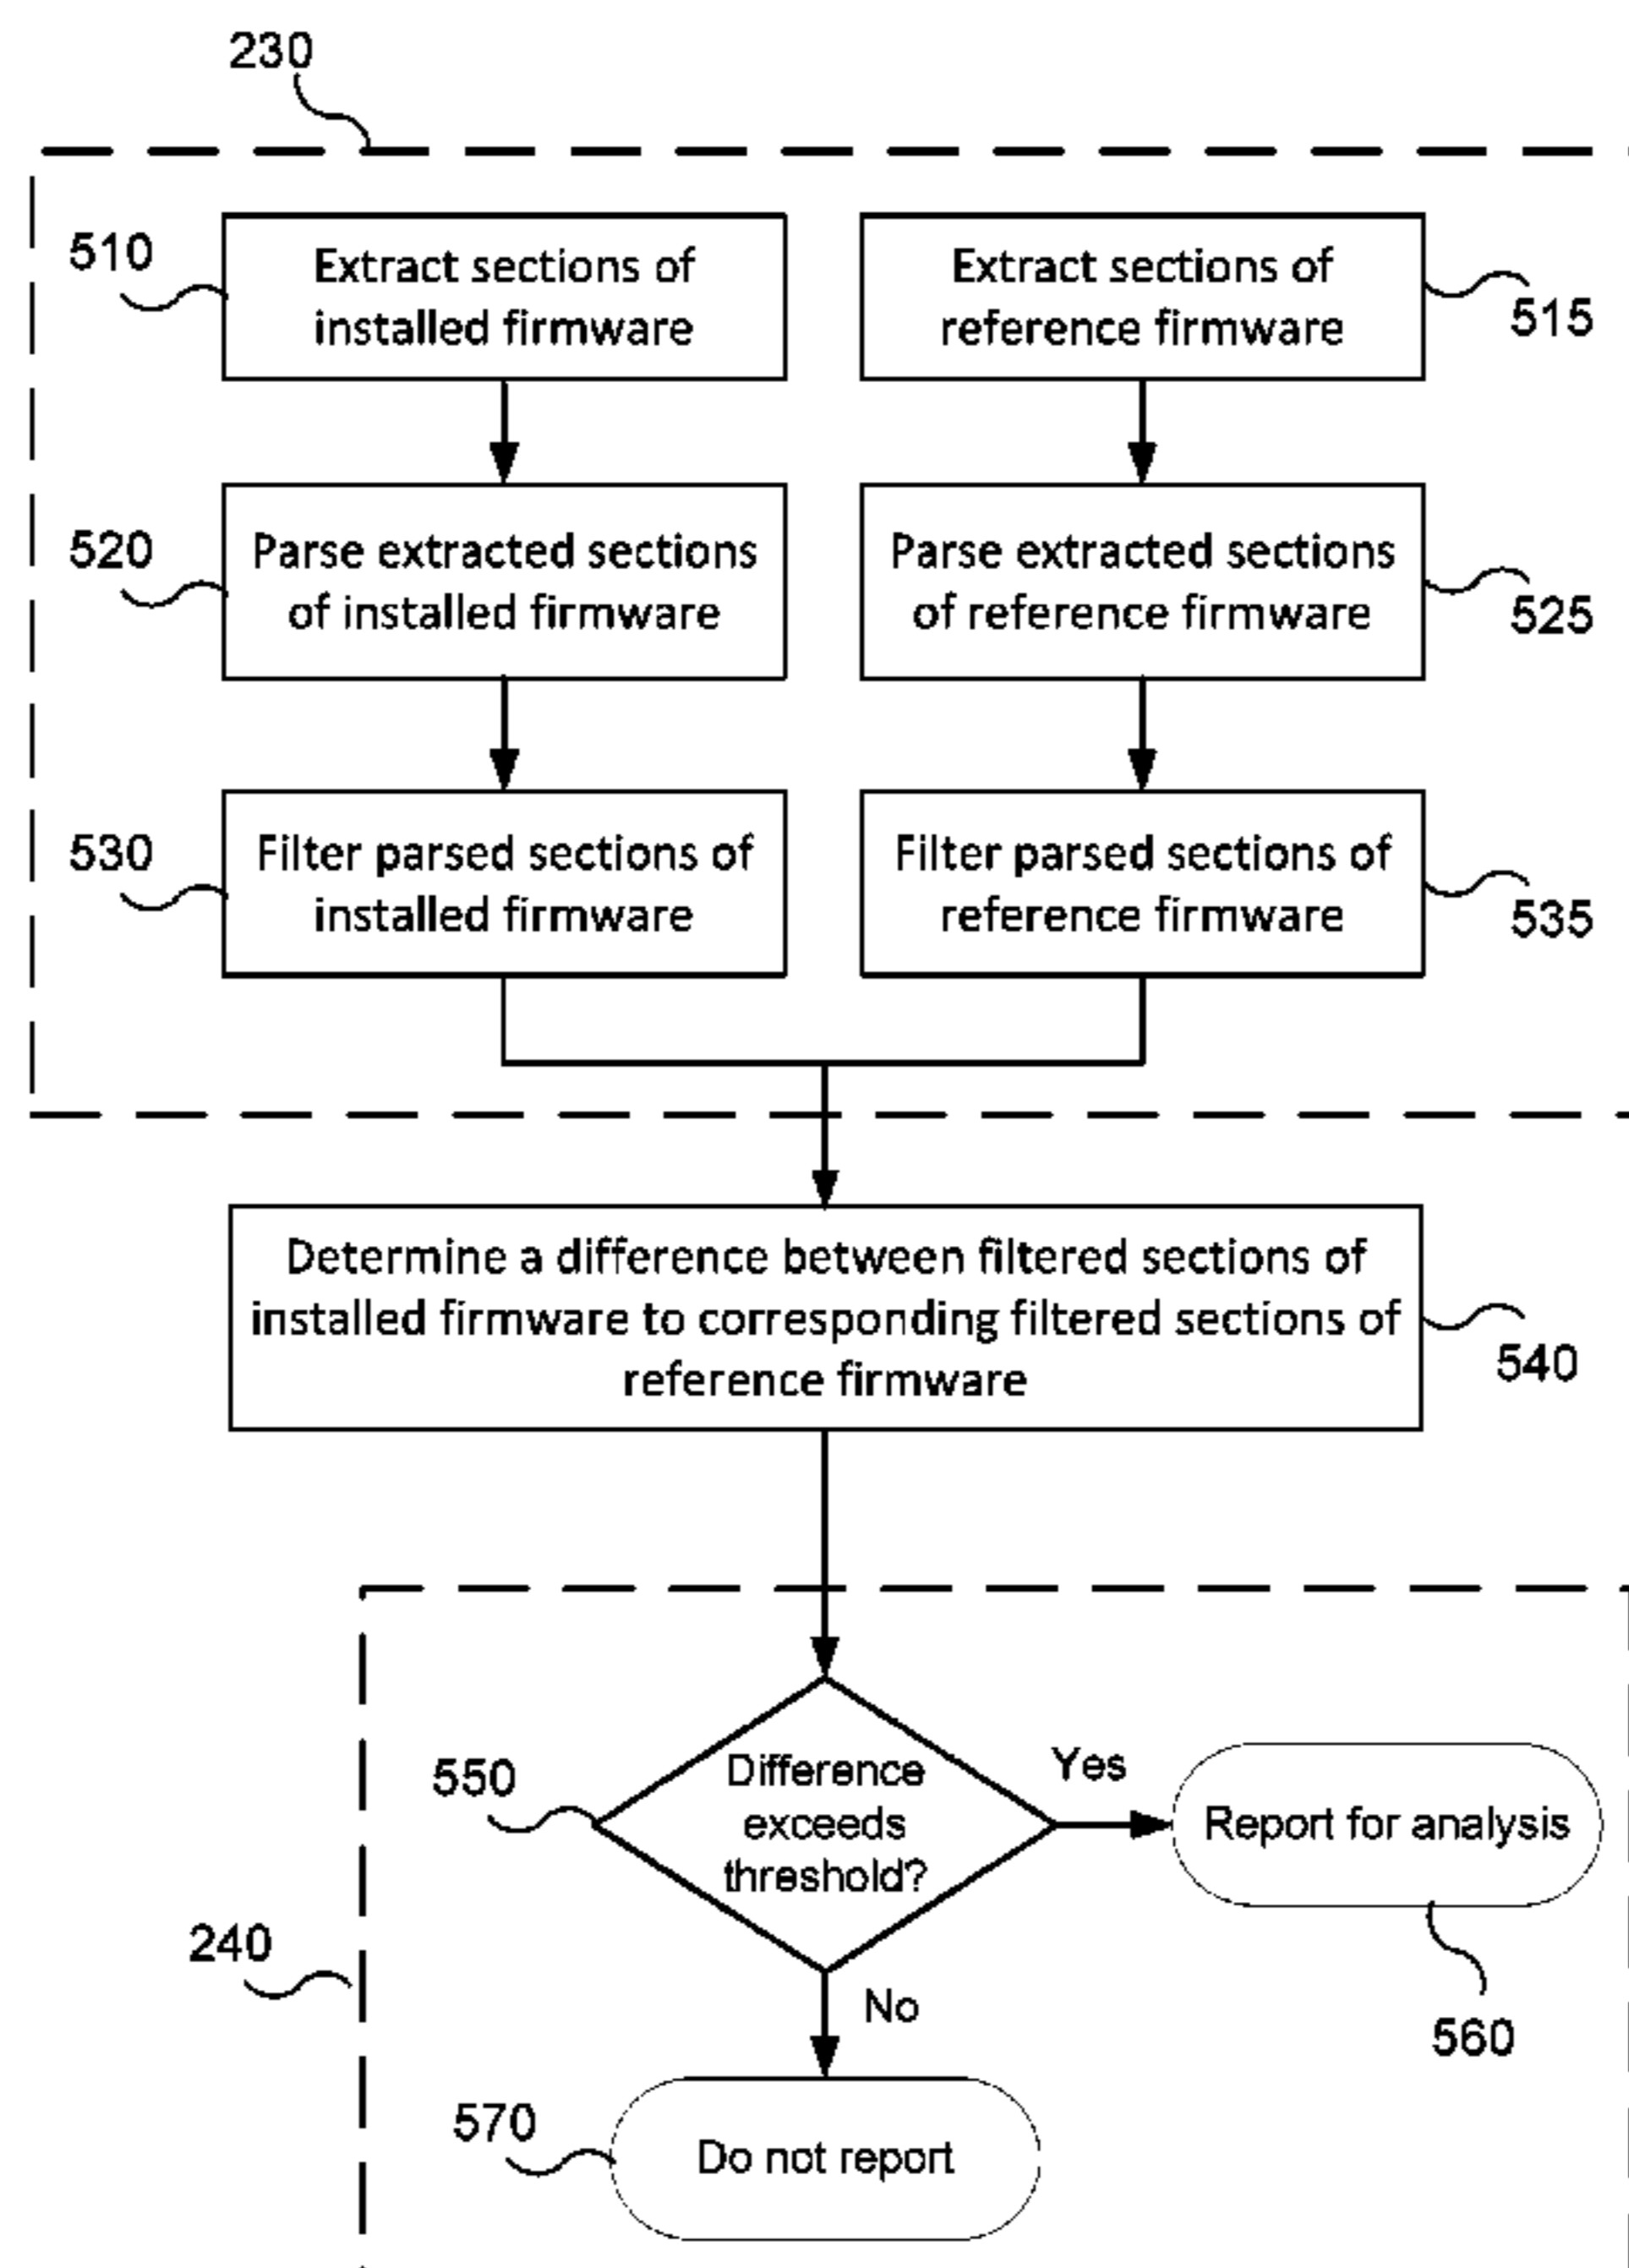 230
510
Extract sections of
installed firmware
Extract sections of
reference firmware
515
520
Parse extracted sections
of installed firmware
Parse extracted sections
of reference firmware
525
530
Filter parsed sections of
installed firmware
Filter parsed sections of
reference firmware
535
Determine a difference between filtered sections of
installed firmware to corresponding filtered sections of
reference firmware
540
550
Difference
exceeds
threshold?
Yes
Report for analysis
240
No
560
570
Do not report